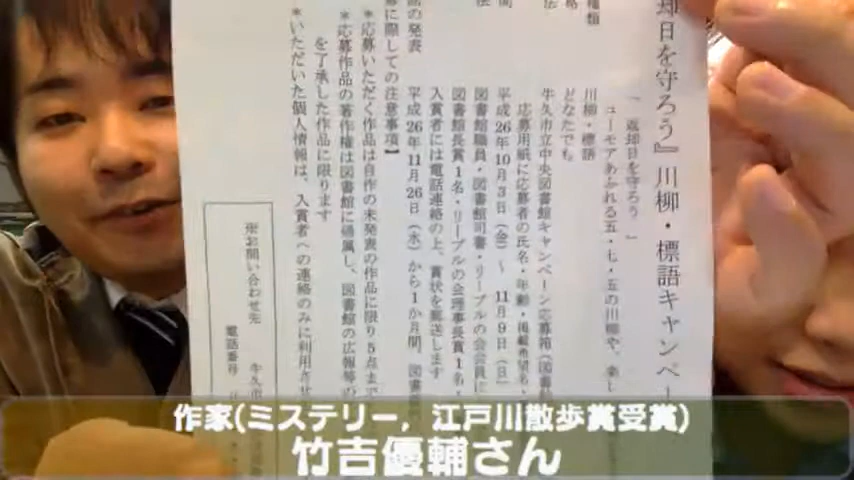 却日を守ろう』川柳・標語キャンペー
「返却日を守ろう」
ューモアあふれる五・七・五の川柳や、楽し
種類
川柳・標語
格
どなたでも
法
牛久市立中央図書館キャンペーン応募箱(図書
応募用紙に応募者の氏名・年齢・掲載希望名・
間
平成26年10月3日(金)~ 11月9日(日)
法
図書館職員・図書館司書・リーブルの会会員に
図書館長賞1名・リーブルの会理事長賞1名・
入賞者には電話連絡の上、賞状を郵送します
の発表
平成26年11月26日(水)から1か月間、図書
募に際しての注意事項】
*応募いただく作品は自作の未発表の作品に限り5点まで
*応募作品の著作権は図書館に帰属し、図書館の広報等の
を了承した作品に限ります
*いただいた個人情報は、入賞者への連絡のみに利用させ
※お問い合わせ先
牛久市
電話番号
作家(ミステリー, 江戸川散歩賞受賞)
竹吉優輔さん